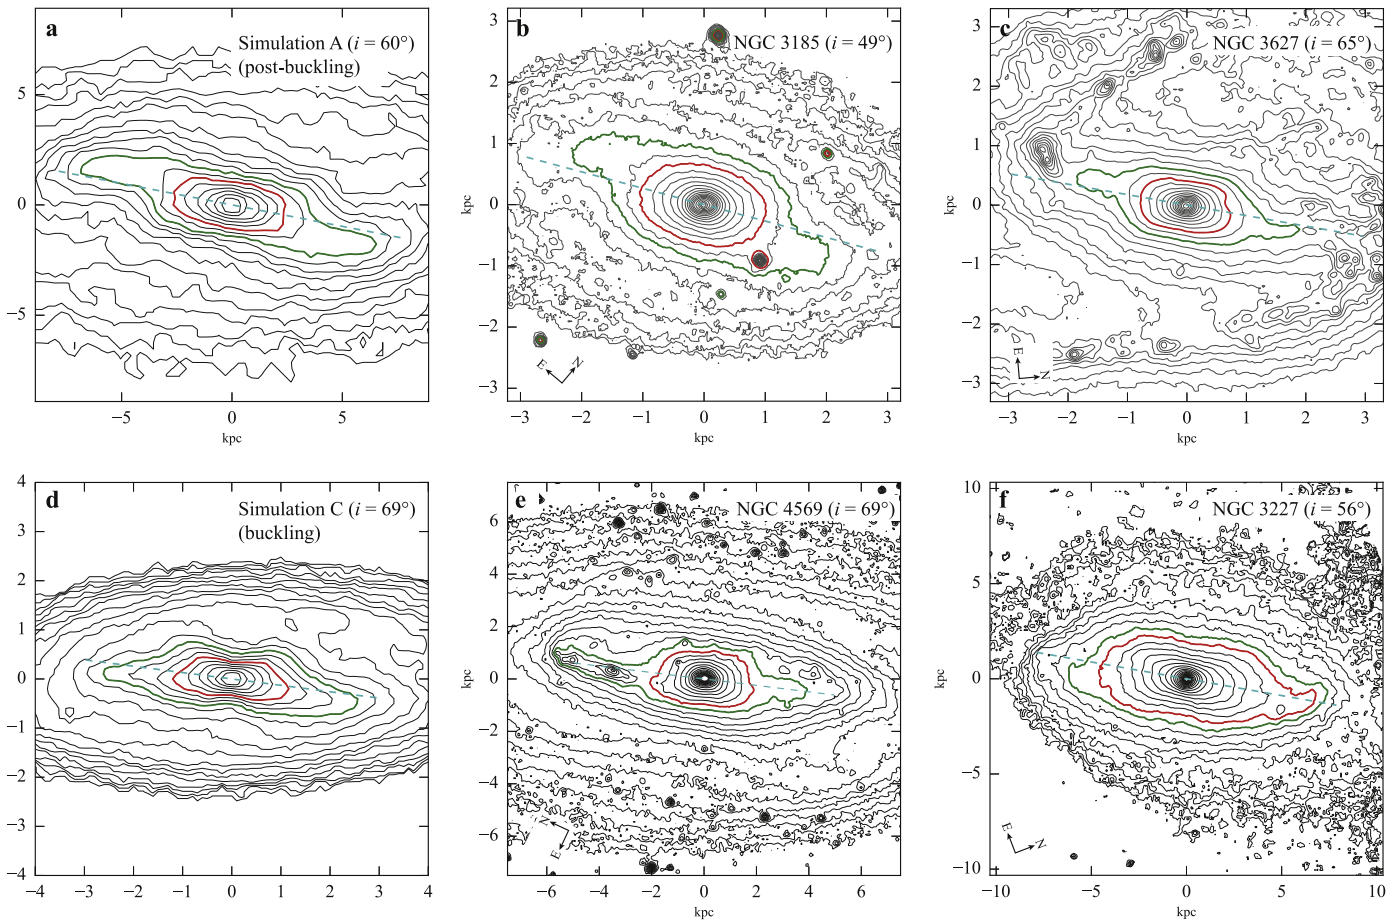 a
Simulation A (i = 60°)
(post-buckling)
5
0
−5
−5
0
5
kpc
b
NGC 3185 (i = 49°)
3
2
1
0
−1
−2
−3
kpc
E
N
−3
−2
−1
0
1
2
3
kpc
c
NGC 3627 (i = 65°)
3
2
1
0
−1
−2
−3
kpc
E
N
−3
−2
−1
0
1
2
3
kpc
d
Simulation C (i = 69°)
(buckling)
4
3
2
1
0
−1
−2
−3
−4
−4
−3
−2
−1
0
1
2
3
4
e
NGC 4569 (i = 69°)
6
4
2
0
−2
−4
−6
kpc
N
E
−6
−4
−2
0
2
4
6
kpc
f
NGC 3227 (i = 56°)
10
5
0
−5
−10
kpc
E
N
−10
−5
0
5
10
kpc